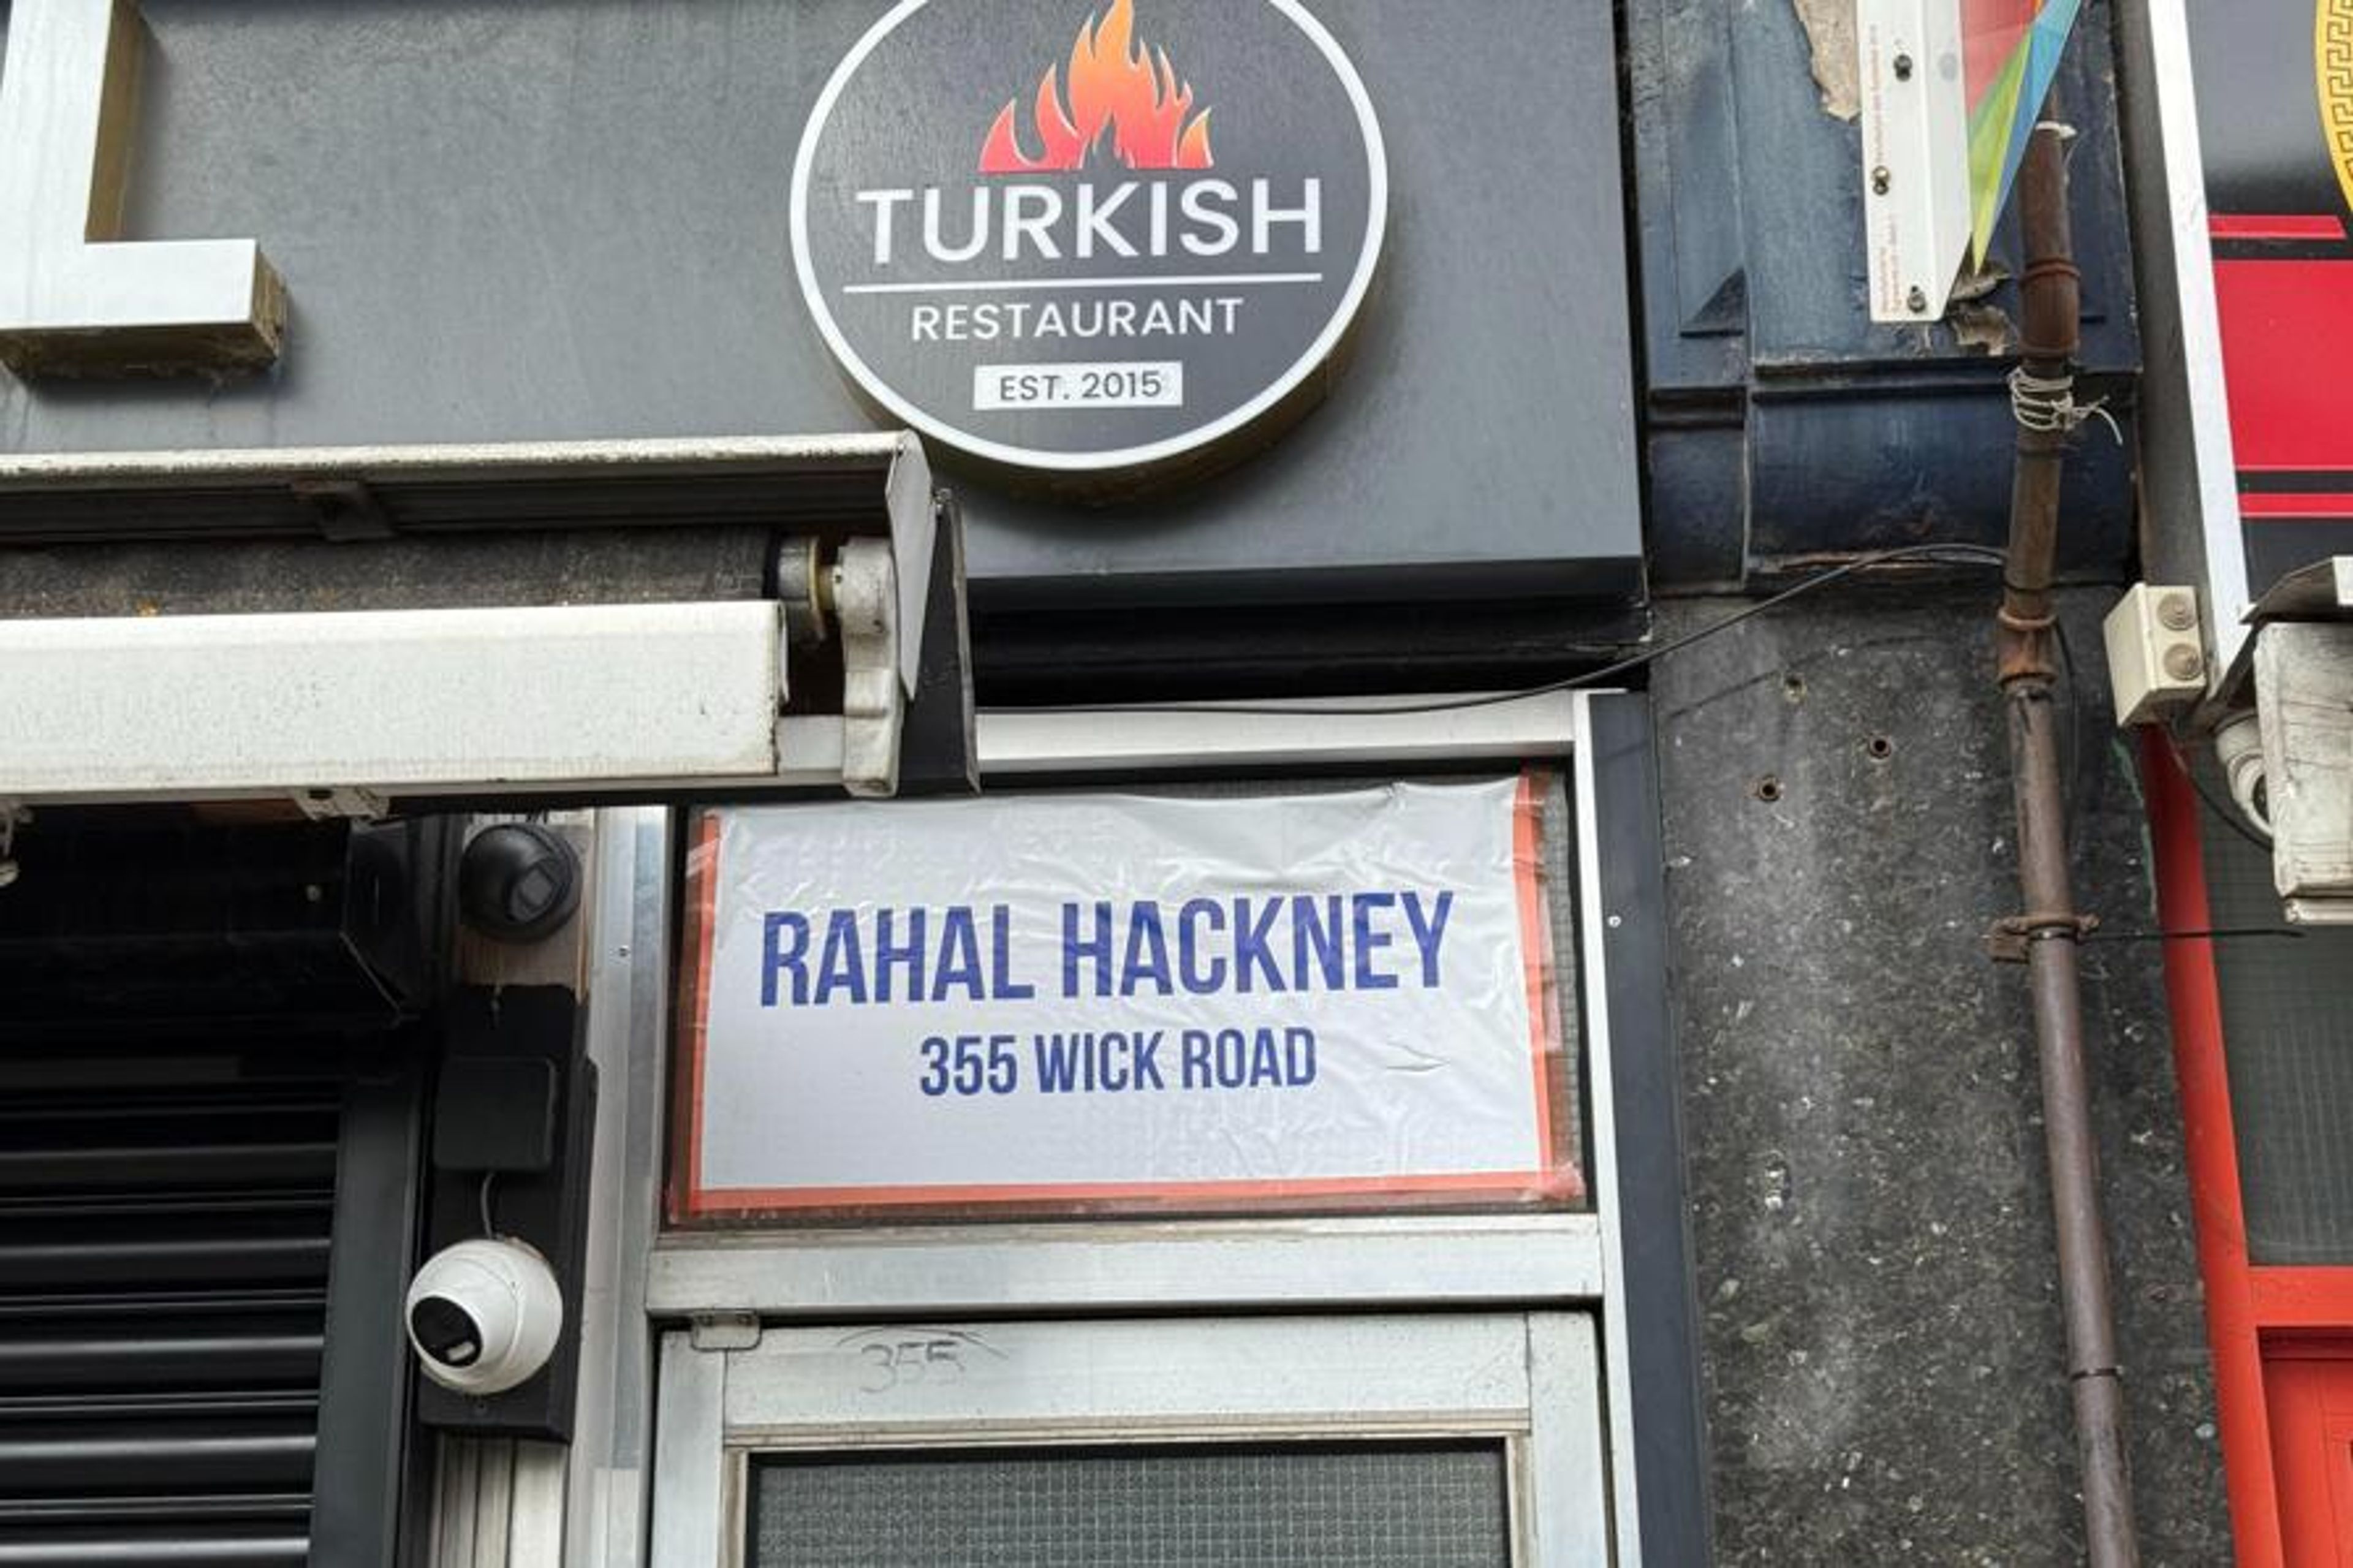 TURKISH
RESTAURANT
EST. 2015
RAHAL HACKNEY
355 WICK ROAD
355